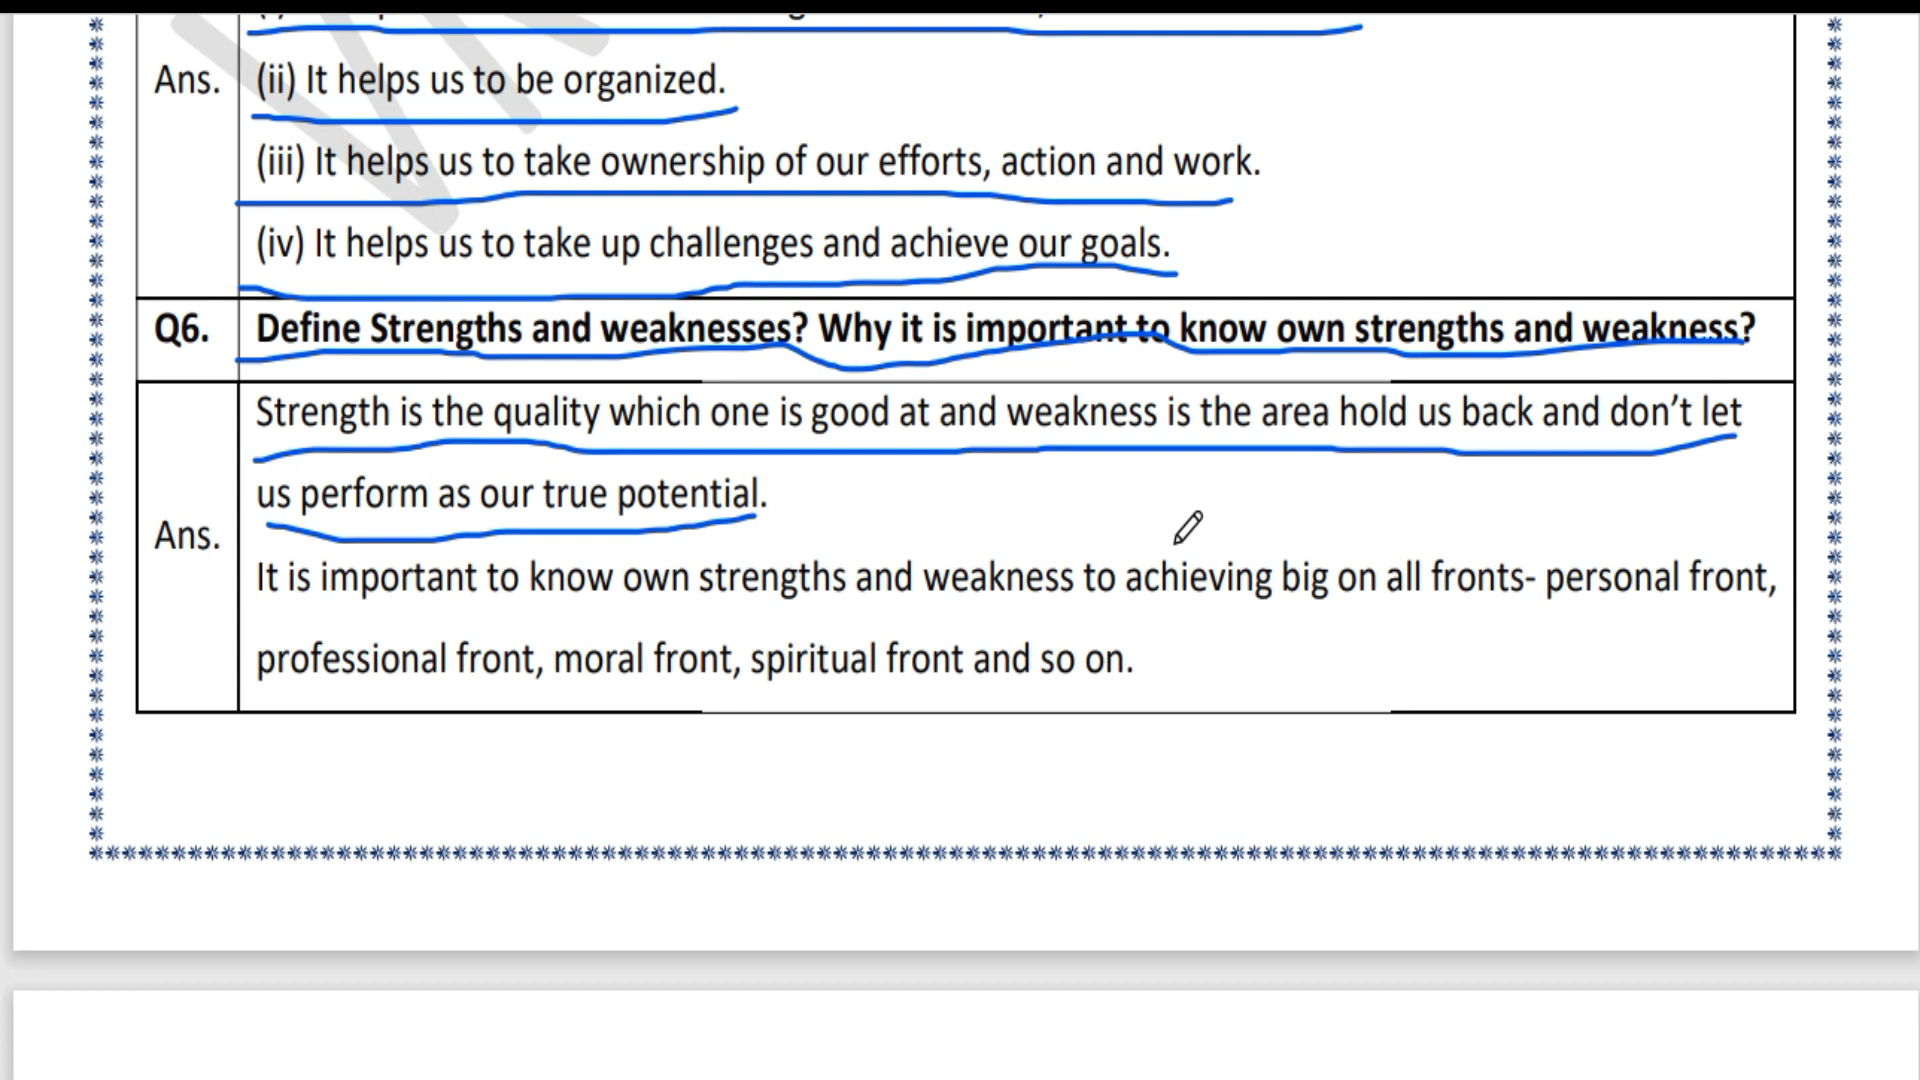 Ans. (ii) It helps us to be organized.
(iii) It helps us to take ownership of our efforts, action and work.
(iv) It helps us to take up challenges and achieve our goals.
Q6. Define Strengths and weaknesses? Why it is important to know own strengths and weakness?
Strength is the quality which one is good at and weakness is the area hold us back and don’t let
us perform as our true potential.
Ans.
It is important to know own strengths and weakness to achieving big on all fronts- personal front,
professional front, moral front, spiritual front and so on.